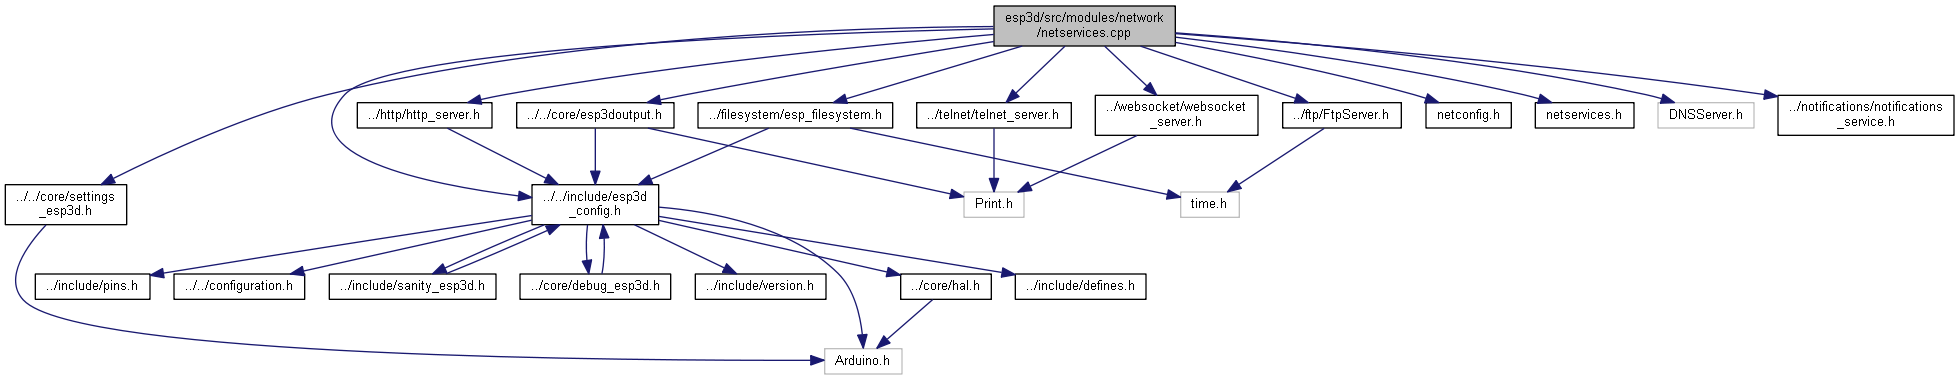 esp3d/src/modules/network
/netservices.cpp
../http/http_server.h
../../core/esp3doutput.h
../filesystem/esp_filesystem.h
../telnet/telnet_server.h
../websocket/websocket
_server.h
../ftp/FtpServer.h
netconfig.h
netservices.h
DNSServer.h
../notifications/notifications
_service.h
../../core/settings
_esp3d.h
../../include/esp3d
_config.h
Print.h
time.h
../include/pins.h
../../configuration.h
../include/sanity_esp3d.h
../core/debug_esp3d.h
../include/version.h
../core/hal.h
../include/defines.h
Arduino.h